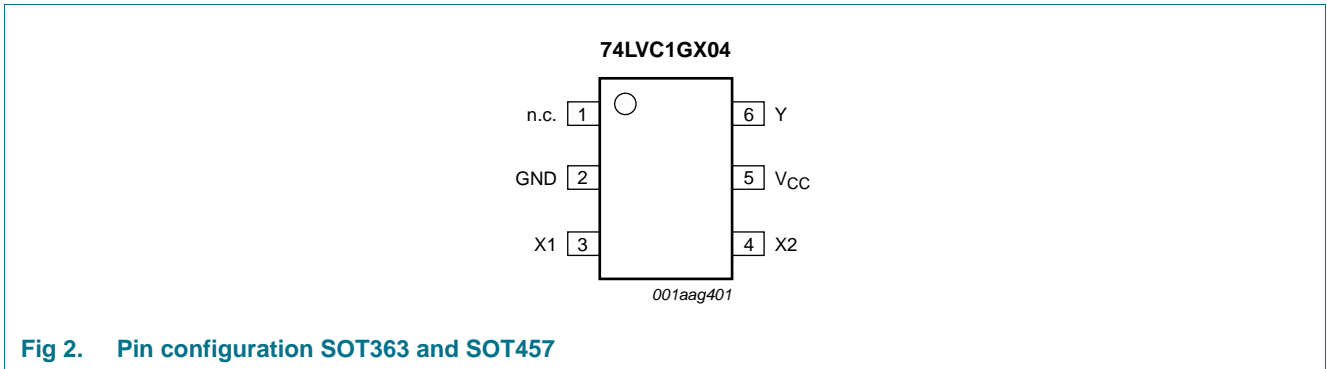 74LVC1GX04
n.c. 1 6 Y
GND 2 5 VCC
X1 3 4 X2
001aag401
Fig 2. Pin configuration SOT363 and SOT457